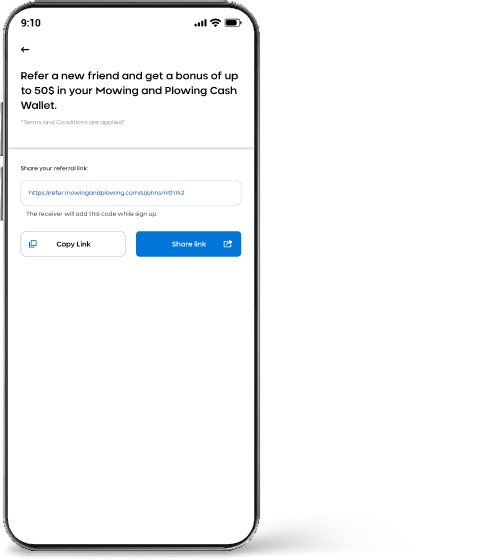 9:10
Refer a new friend and get a bonus of up
to 50$ in your Mowing and Plowing Cash
Wallet.
*Terms and Conditions are applied*
Share your referral link:
https://refer.mowingandplowing.com/s/johnsmith142
The receiver will add this code while sign up.
Copy Link
Share link